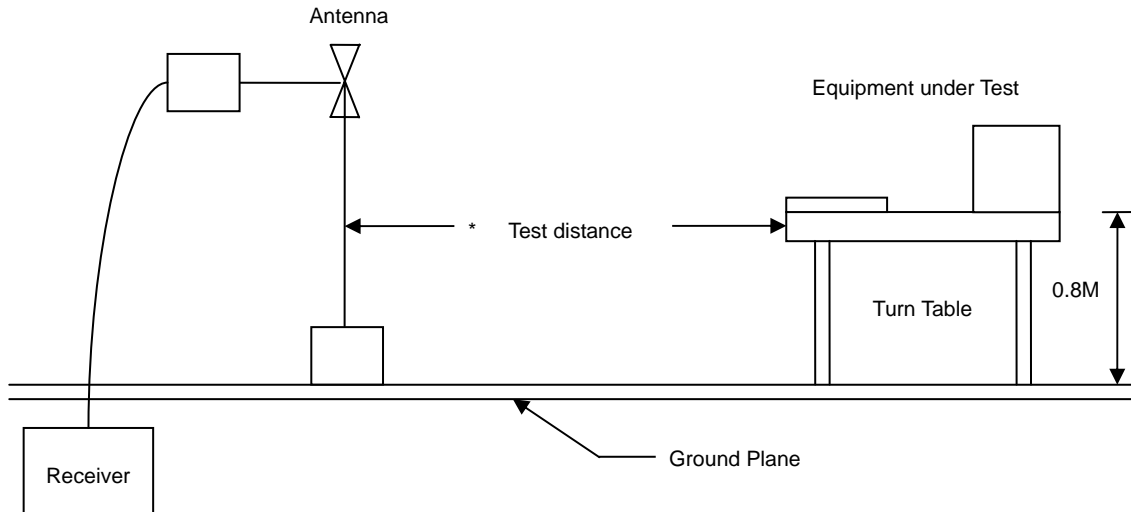 Antenna
Equipment under Test
* Test distance
0.8M
Turn Table
Ground Plane
Receiver